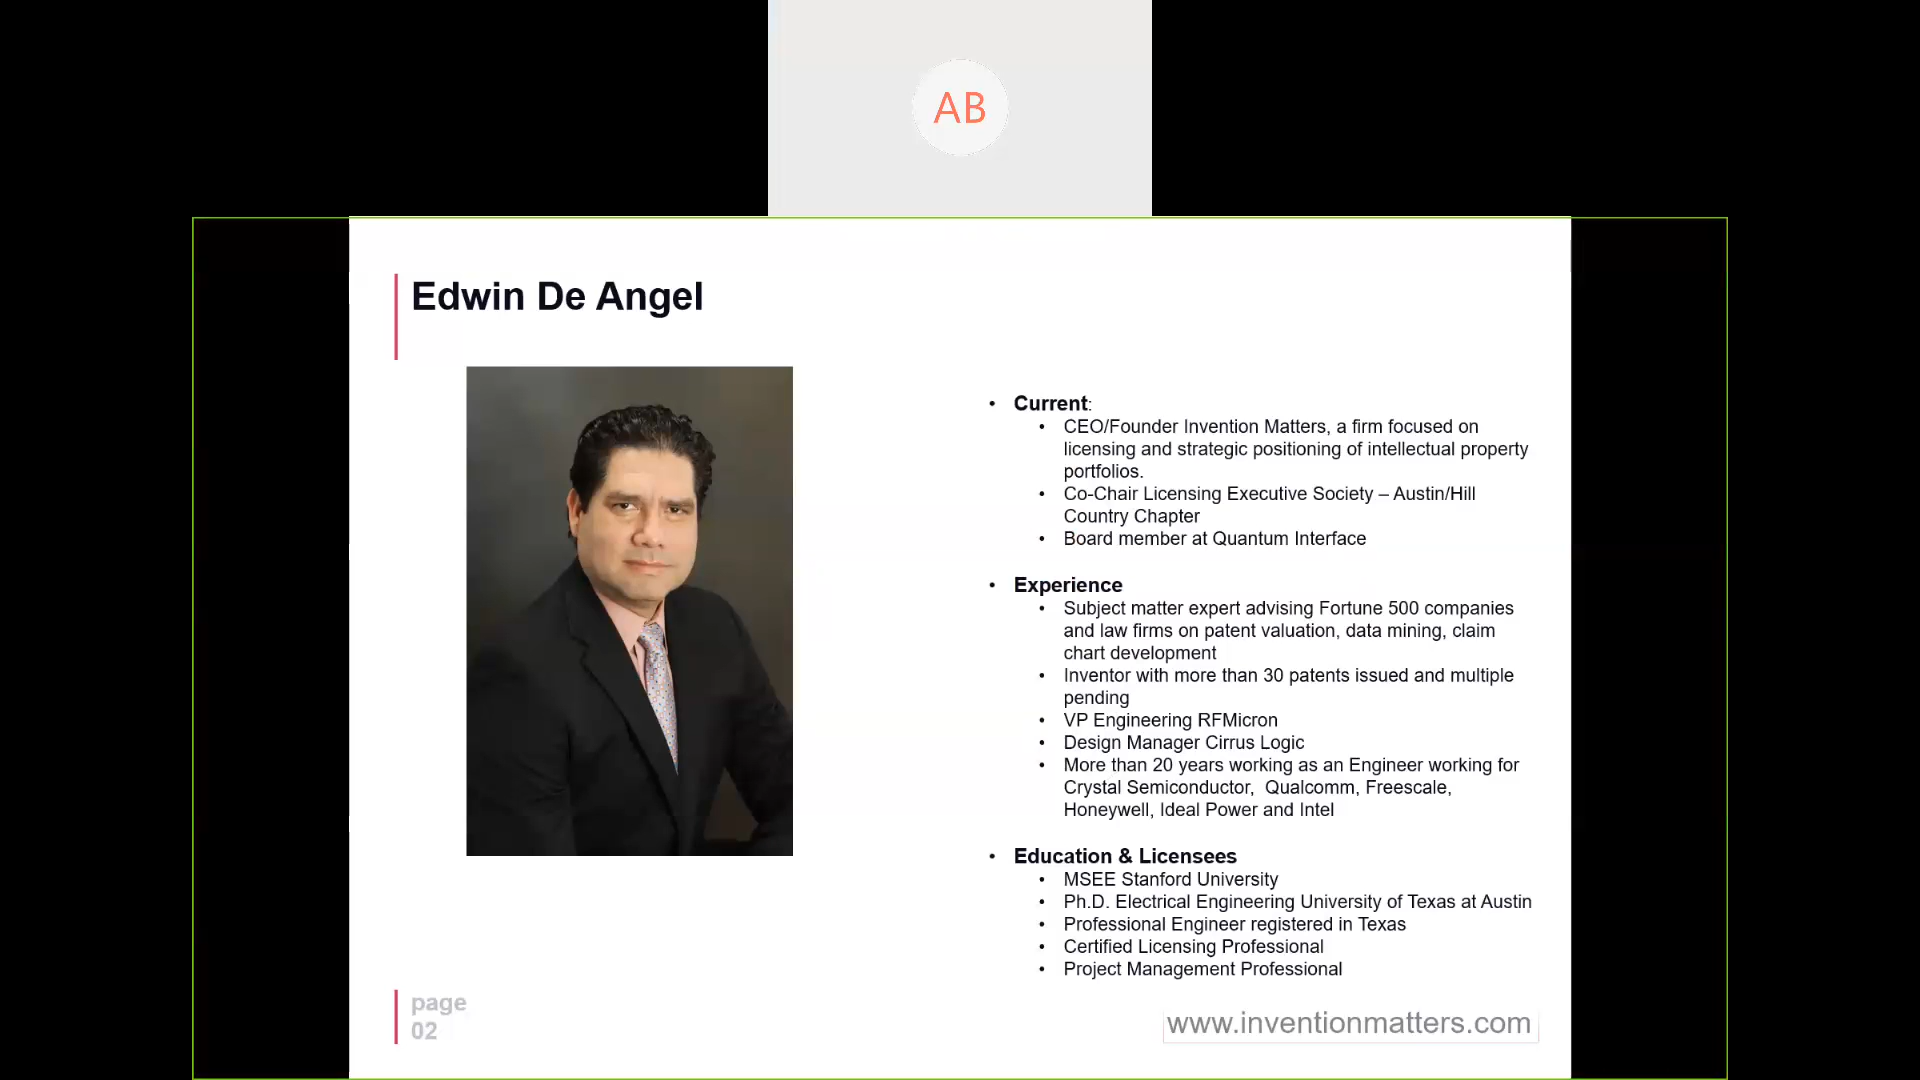 AB
Edwin De Angel
• Current:
• CEO/Founder Invention Matters, a firm focused on
licensing and strategic positioning of intellectual property
portfolios.
• Co-Chair Licensing Executive Society – Austin/Hill
Country Chapter
• Board member at Quantum Interface
• Experience
• Subject matter expert advising Fortune 500 companies
and law firms on patent valuation, data mining, claim
chart development
• Inventor with more than 30 patents issued and multiple
pending
• VP Engineering RFMicron
• Design Manager Cirrus Logic
• More than 20 years working as an Engineer working for
Crystal Semiconductor,  Qualcomm, Freescale,
Honeywell, Ideal Power and Intel
• Education & Licensees
• MSEE Stanford University
• Ph.D. Electrical Engineering University of Texas at Austin
• Professional Engineer registered in Texas
• Certified Licensing Professional
• Project Management Professional
page
02
www.inventionmatters.com